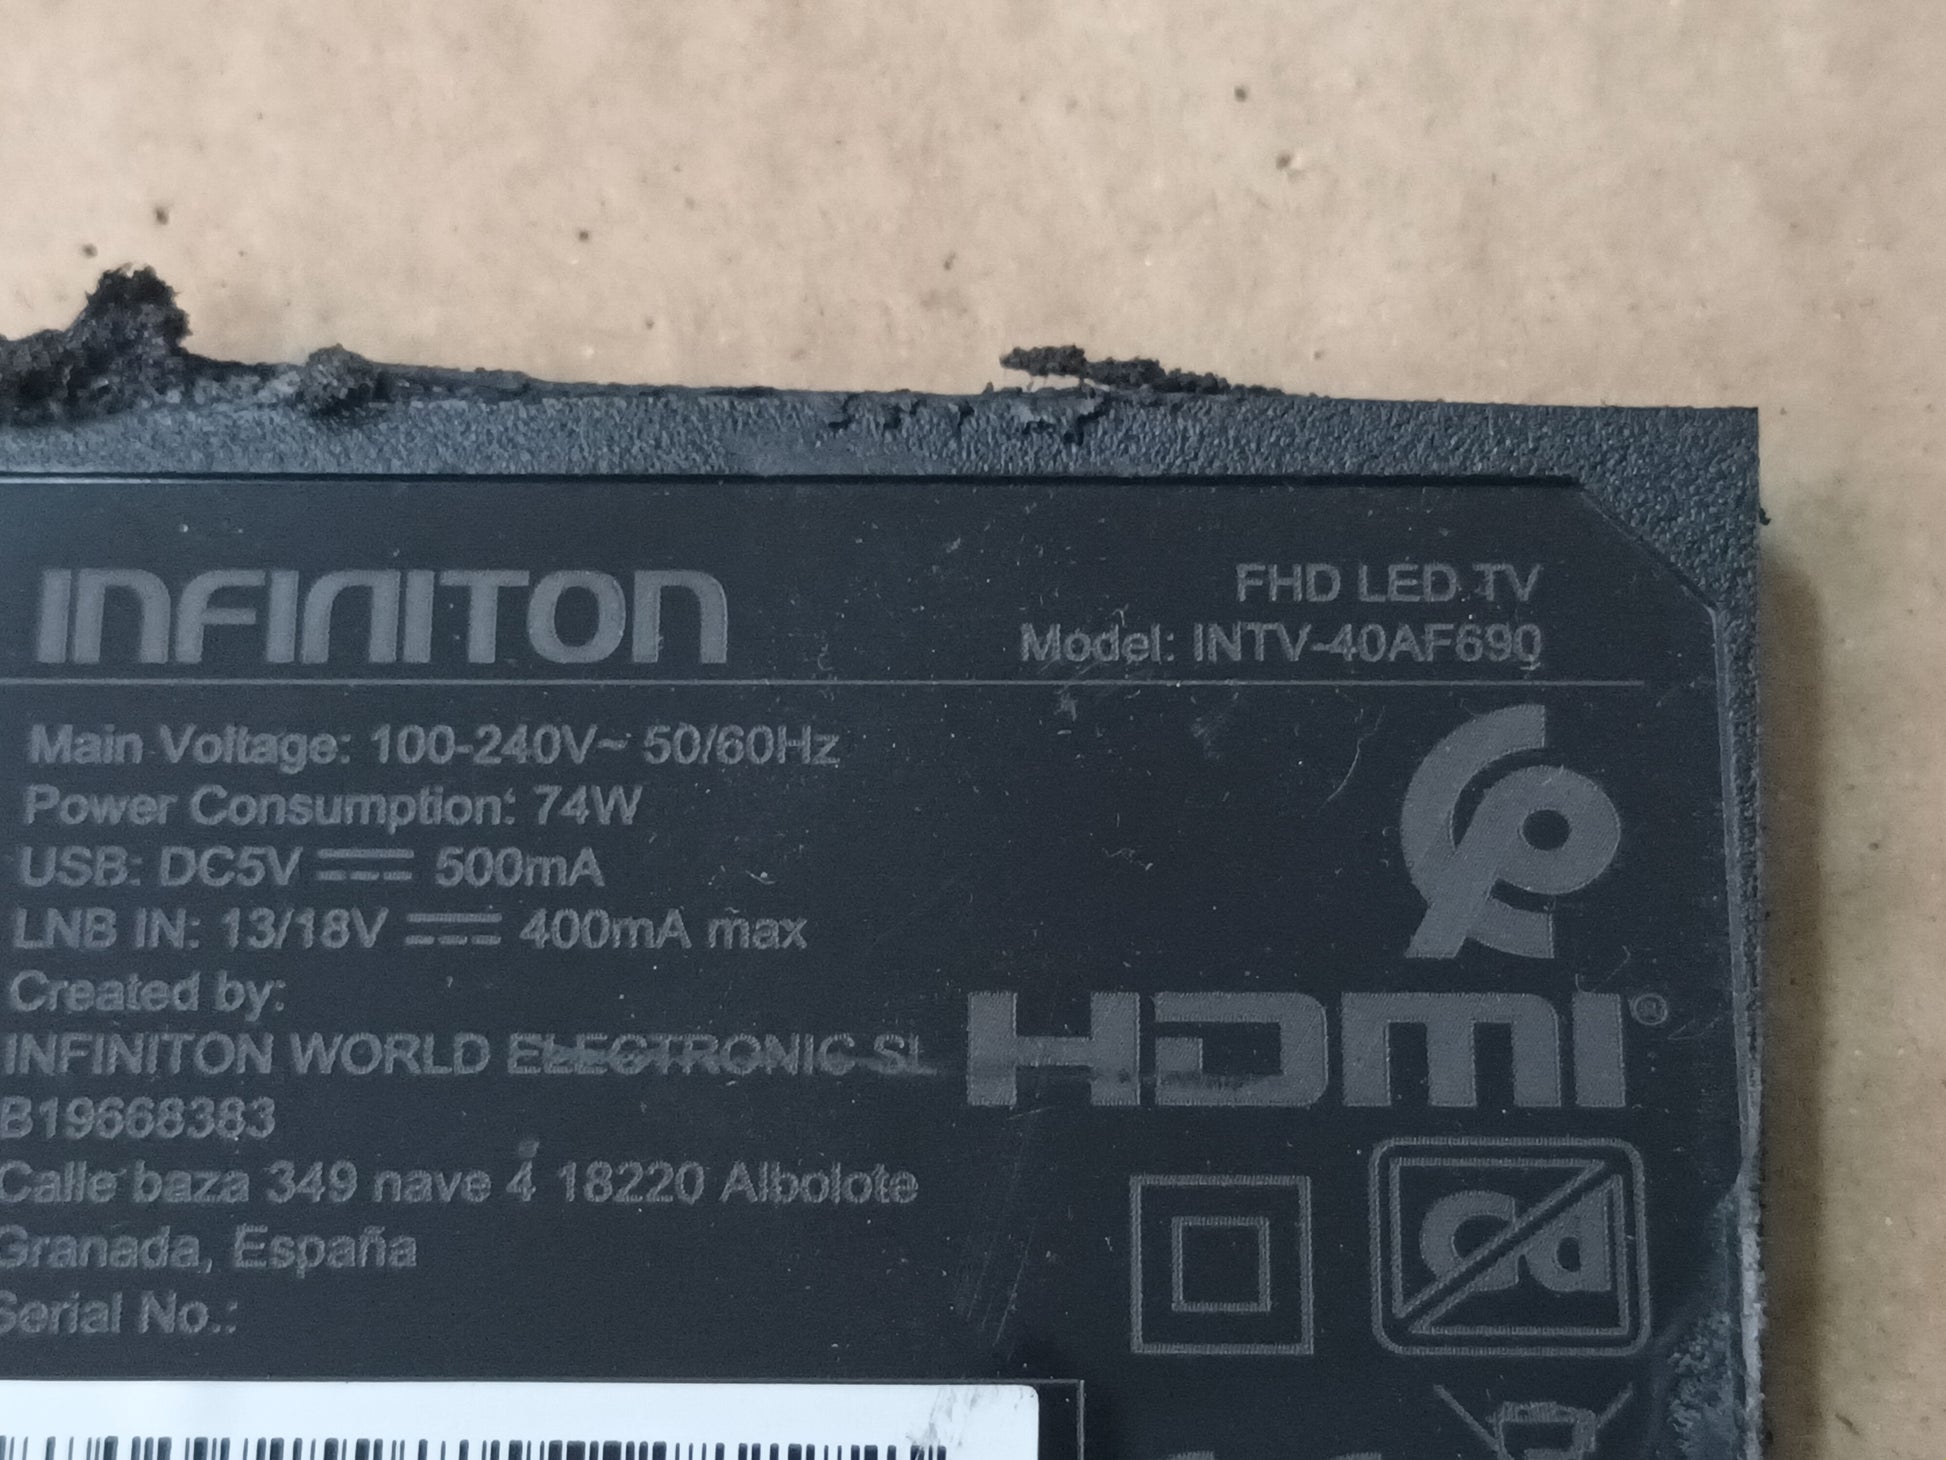 INFINITON
FHD LED TV
Model: INTV-40AF690
Main Voltage: 100-240V~ 50/60Hz
Power Consumption: 74W
USB: DC5V 500mA
LNB IN: 13/18V 400mA max
Created by:
INFINITON WORLD ELECTRONIC SL
B19668383
Calle baza 349 nave 4 18220 Albolote
Granada, España
Serial No.:
HDMI®